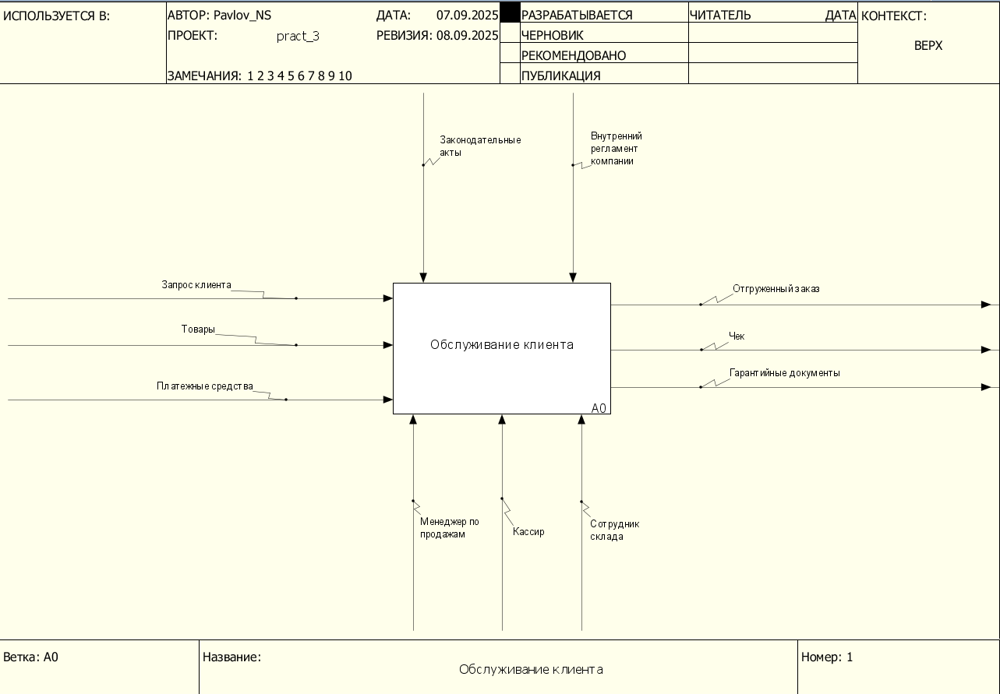 ИСПОЛЬЗУЕТСЯ В:
АВТОР: Pavlov_NS
ДАТА: 07.09.2025
ПРОЕКТ: pract_3
РЕВИЗИЯ: 08.09.2025
ЗАМЕЧАНИЯ: 1 2 3 4 5 6 7 8 9 10
РАЗРАБАТЫВАЕТСЯ
ЧЕРНОВИК
РЕКОМЕНДОВАНО
ПУБЛИКАЦИЯ
ЧИТАТЕЛЬ ДАТА
КОНТЕКСТ:
ВЕРХ
Законодательные
акты
Внутренний
регламент
компании
Запрос клиента
Товары
Платежные средства
Обслуживание клиента
A0
Отгруженный заказ
Чек
Гарантийные документы
Менеджер по
продажам
Кассир
Сотрудник
склада
Ветка: A0
Название:
Обслуживание клиента
Номер: 1